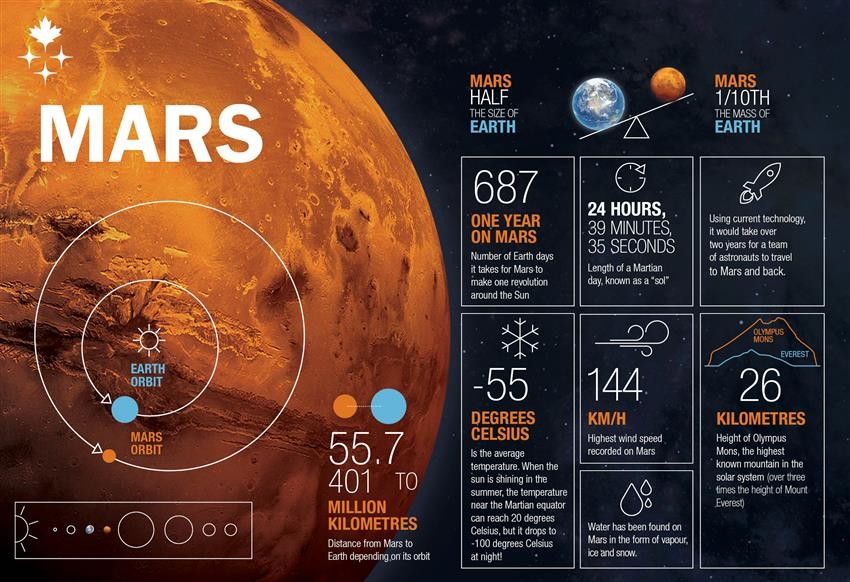 MARS
EARTH
ORBIT
MARS
ORBIT
55.7
401 TO
MILLION
KILOMETRES
Distance from Mars to
Earth depending on its orbit
MARS
HALF
THE SIZE OF
EARTH
MARS
1/10TH
THE MASS OF
EARTH
687
ONE YEAR
ON MARS
Number of Earth days
it takes for Mars to
make one revolution
around the Sun
24 HOURS,
39 MINUTES,
35 SECONDS
Length of a Martian
day, known as a “sol”
Using current technology,
it would take over
two years for a team
of astronauts to travel
to Mars and back.
-55
DEGREES
CELSIUS
Is the average
temperature. When the
sun is shining in the
summer, the temperature
near the Martian equator
can reach 20 degrees
Celsius, but it drops to
-100 degrees Celsius
at night!
144
KM/H
Highest wind speed
recorded on Mars
Water has been found on
Mars in the form of vapour,
ice and snow.
OLYMPUS
MONS
EVEREST
26
KILOMETRES
Height of Olympus
Mons, the highest
known mountain in the
solar system (over three
times the height of Mount
Everest)